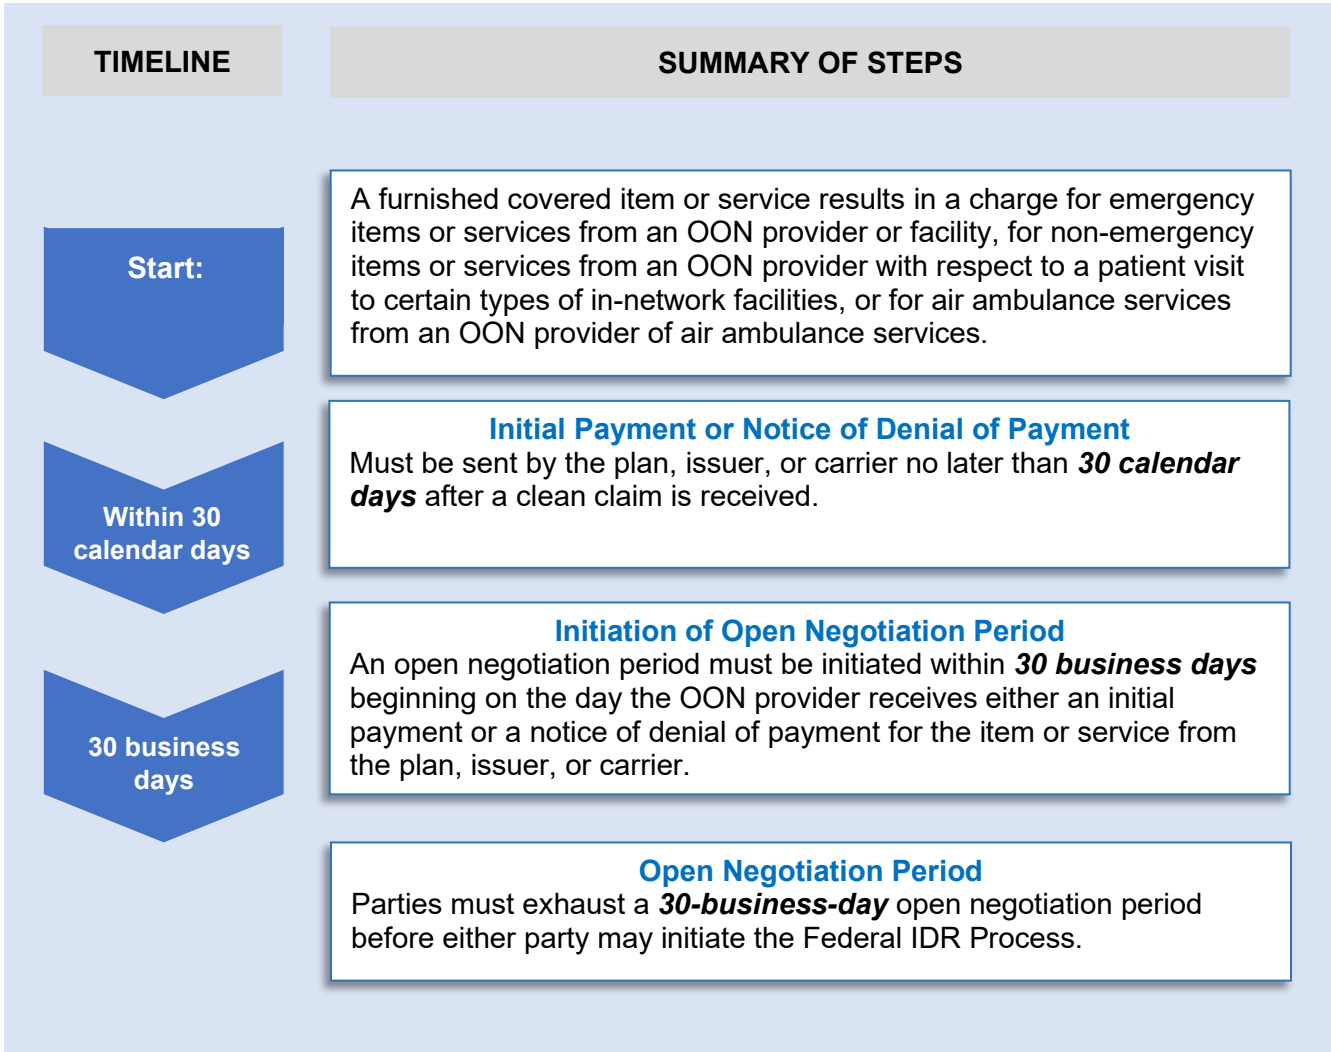 TIMELINE
SUMMARY OF STEPS
Start:
A furnished covered item or service results in a charge for emergency
items or services from an OON provider or facility, for non-emergency
items or services from an OON provider with respect to a patient visit
to certain types of in-network facilities, or for air ambulance services
from an OON provider of air ambulance services.
Within 30
calendar days
Initial Payment or Notice of Denial of Payment
Must be sent by the plan, issuer, or carrier no later than 30 calendar
days after a clean claim is received.
30 business
days
Initiation of Open Negotiation Period
An open negotiation period must be initiated within 30 business days
beginning on the day the OON provider receives either an initial
payment or a notice of denial of payment for the item or service from
the plan, issuer, or carrier.
Open Negotiation Period
Parties must exhaust a 30-business-day open negotiation period
before either party may initiate the Federal IDR Process.